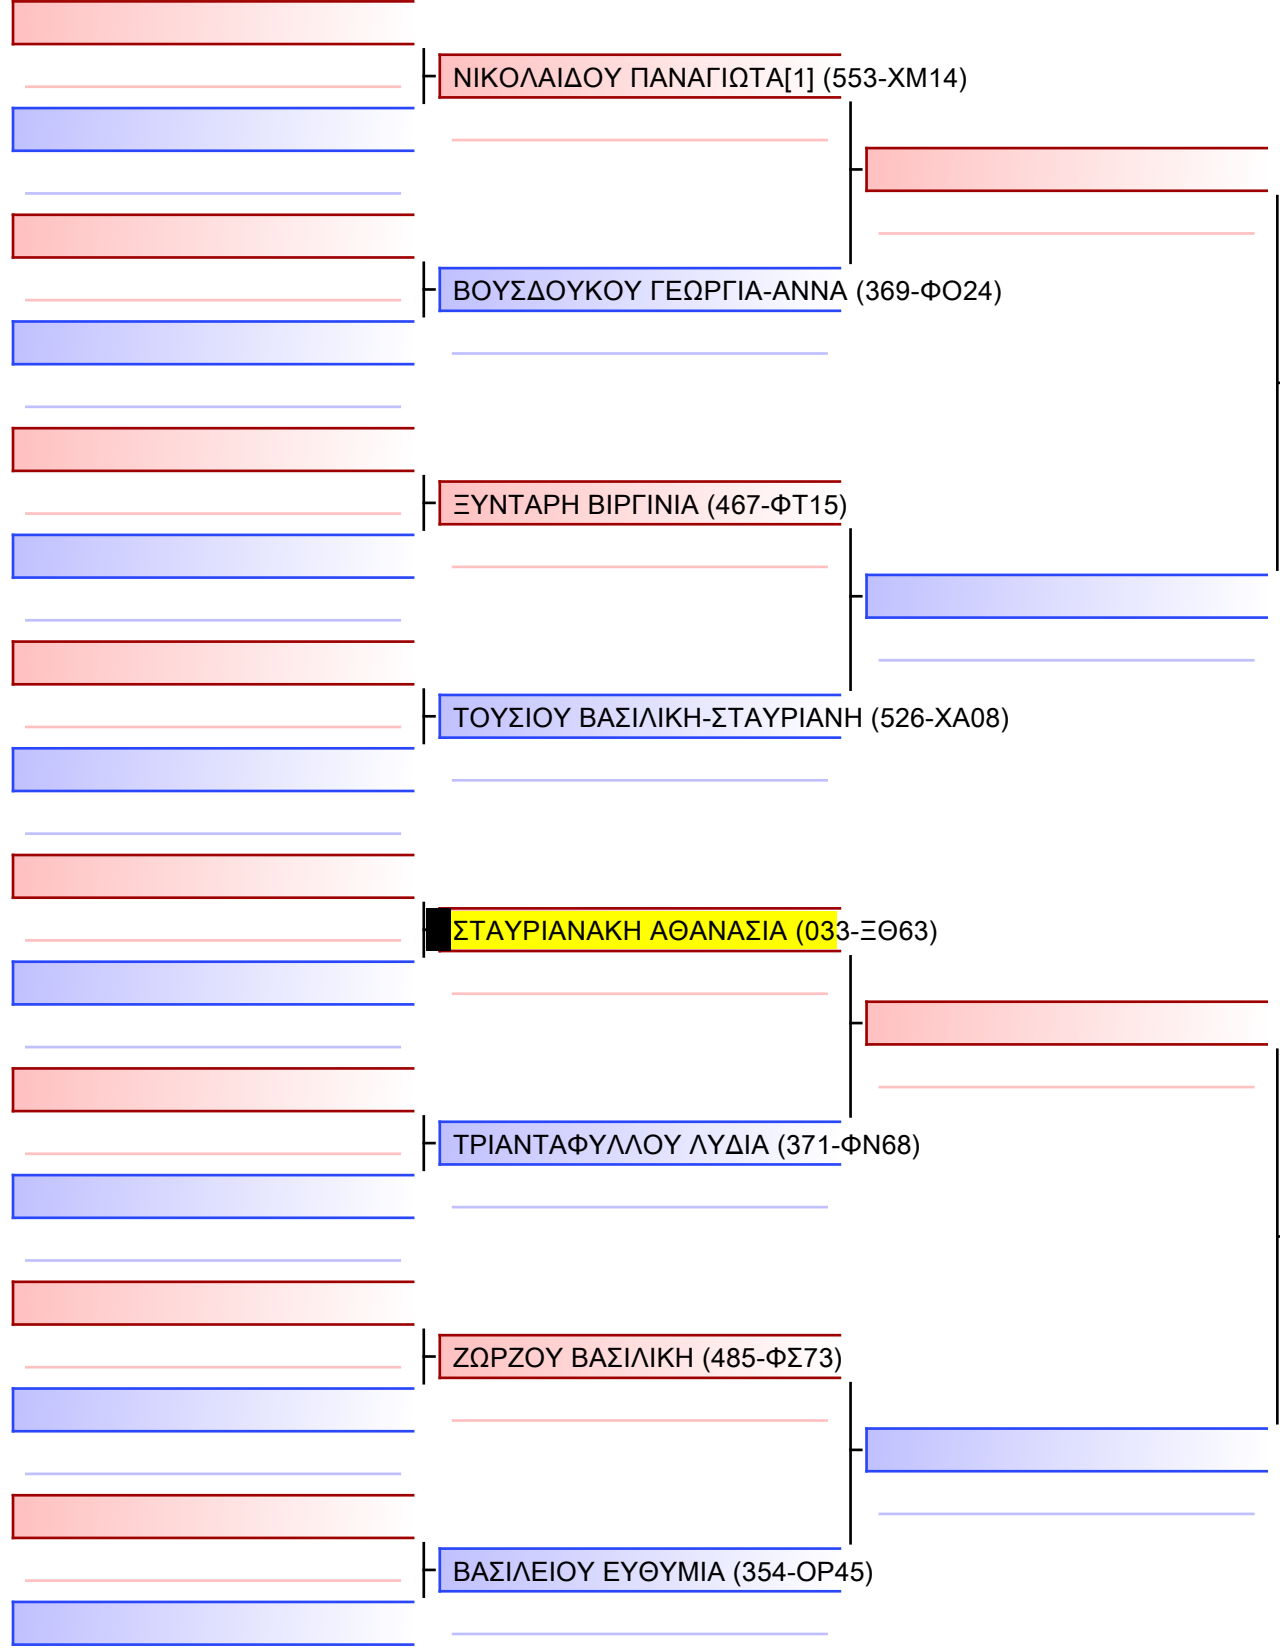 ΝΙΚΟΛΑΙΔΟΥ ΠΑΝΑΓΙΩΤΑ[1] (553-ΧΜ14)
ΒΟΥΣΔΟΥΚΟΥ ΓΕΩΡΓΙΑ-ΑΝΝΑ (369-ΦΟ24)
ΞΥΝΤΑΡΗ ΒΙΡΓΙΝΙΑ (467-ΦΤ15)
ΤΟΥΣΙΟΥ ΒΑΣΙΛΙΚΗ-ΣΤΑΥΡΙΑΝΗ (526-ΧΑ08)
ΣΤΑΥΡΙΑΝΑΚΗ ΑΘΑΝΑΣΙΑ (033-ΞΘ63)
ΤΡΙΑΝΤΑΦΥΛΛΟΥ ΛΥΔΙΑ (371-ΦΝ68)
ΖΩΡΖΟΥ ΒΑΣΙΛΙΚΗ (485-ΦΣ73)
ΒΑΣΙΛΕΙΟΥ ΕΥΘΥΜΙΑ (354-ΟΡ45)